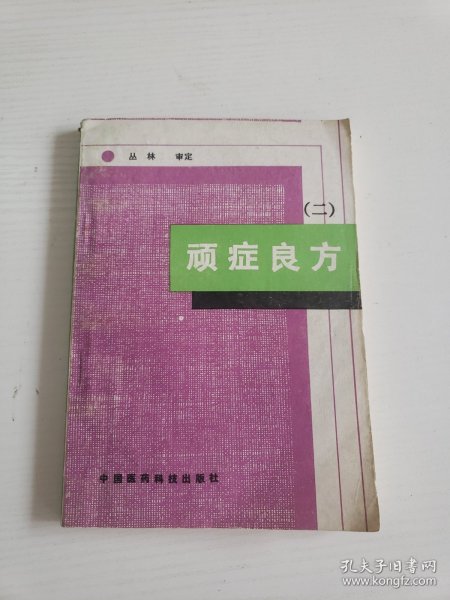 丛林 审定
(二)
顽症良方
中国医药科技出版社
孔夫子旧书网
www.kongfz.com